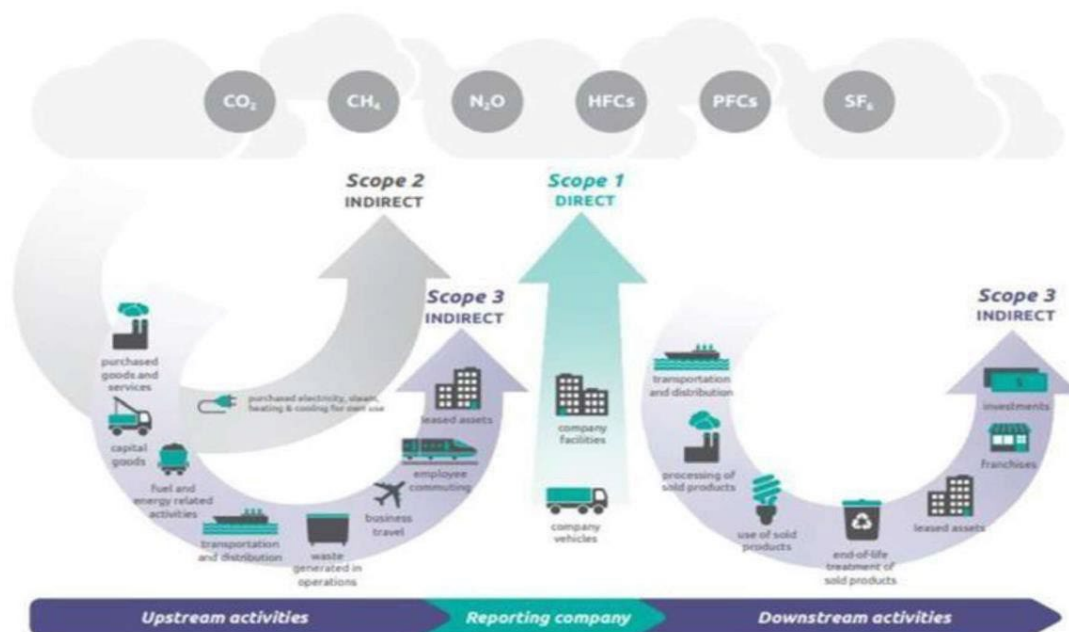 CO₂ CH₄ N₂O HFCs PFCs SF₆
Scope 2
INDIRECT
Scope 1
DIRECT
Scope 3
INDIRECT
Scope 3
INDIRECT
purchased
goods and
services
capital
goods
fuel and
energy related
activities
transportation
and distribution
waste
generated in
operations
business
travel
employee
commuting
leased assets
purchased electricity, steam,
heating & cooling for own use
company
facilities
company
vehicles
transportation
and distribution
processing of
sold products
use of sold
products
end-of-life
treatment of
sold products
leased assets
franchises
investments
$
Upstream activities
Reporting company
Downstream activities